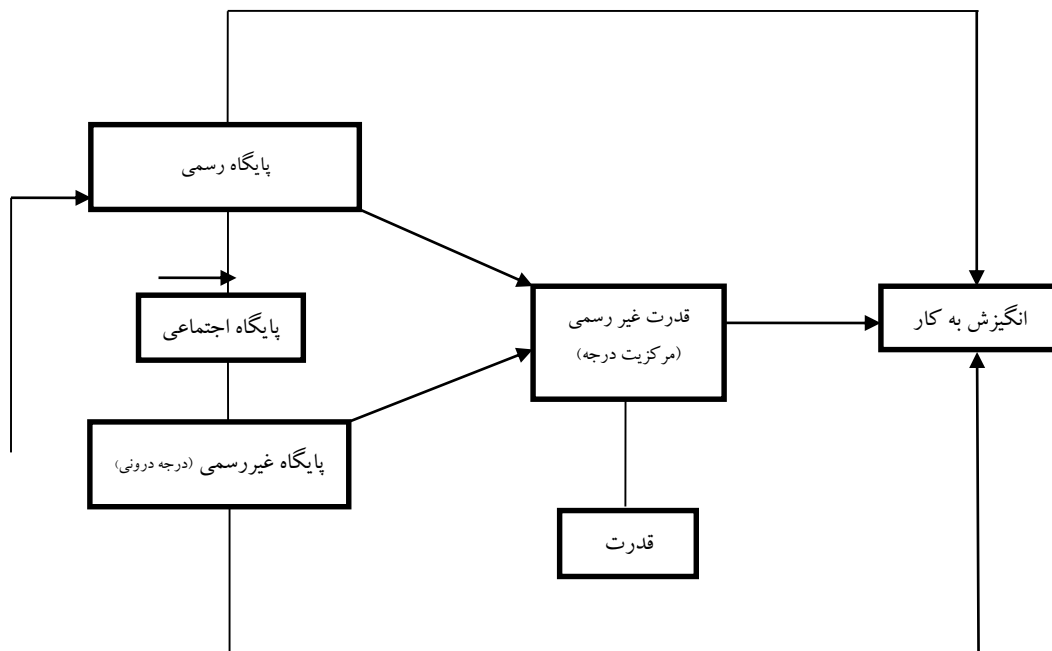 پایگاه رسمی
پایگاه اجتماعی
پایگاه غیررسمی (درجه درونی)
قدرت غیر رسمی
(مرکزیت درجه)
قدرت
انگیزش به کار